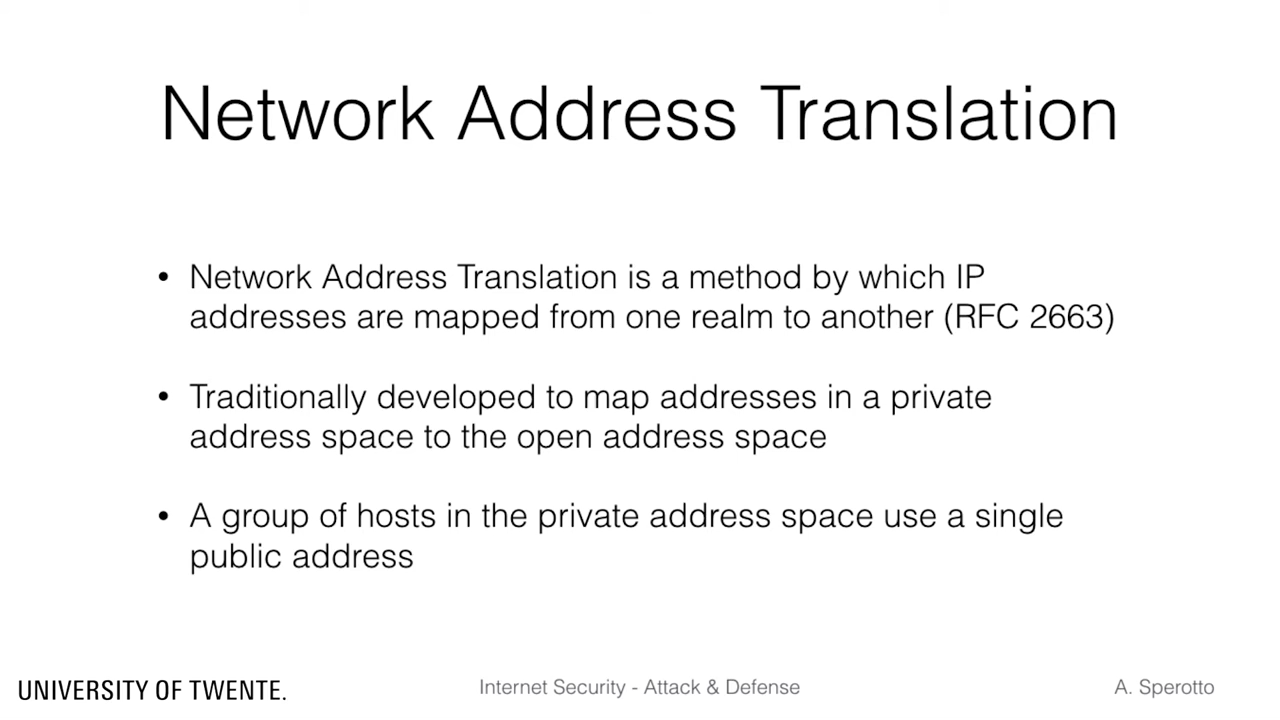 Network Address Translation
• Network Address Translation is a method by which IP
addresses are mapped from one realm to another (RFC 2663)
• Traditionally developed to map addresses in a private
address space to the open address space
• A group of hosts in the private address space use a single
public address
UNIVERSITY OF TWENTE.
Internet Security - Attack & Defense
A. Sperotto